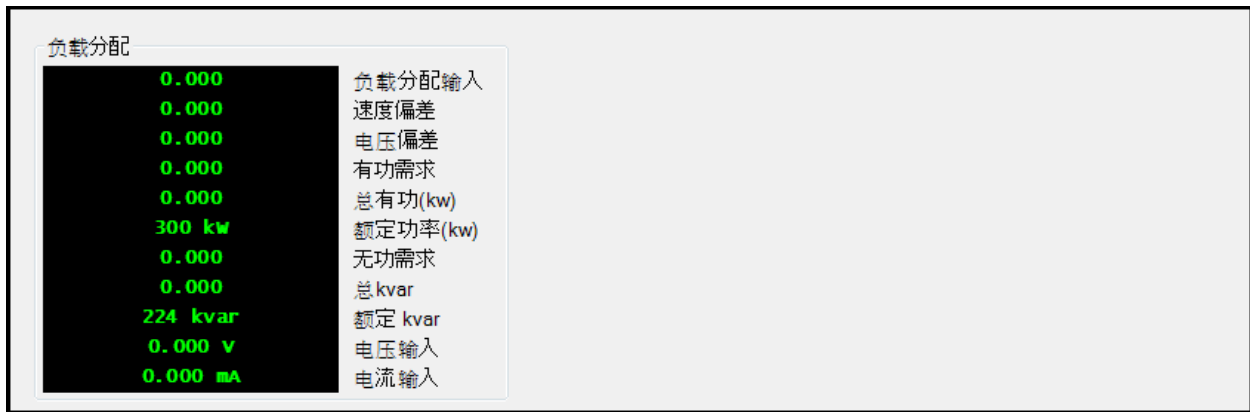 负载分配
0.000 负载分配输入
0.000 速度偏差
0.000 电压偏差
0.000 有功需求
0.000 总有功(kw)
300 kW 额定功率(kw)
0.000 无功需求
0.000 总kvar
224 kvar 额定 kvar
0.000 V 电压输入
0.000 mA 电流输入